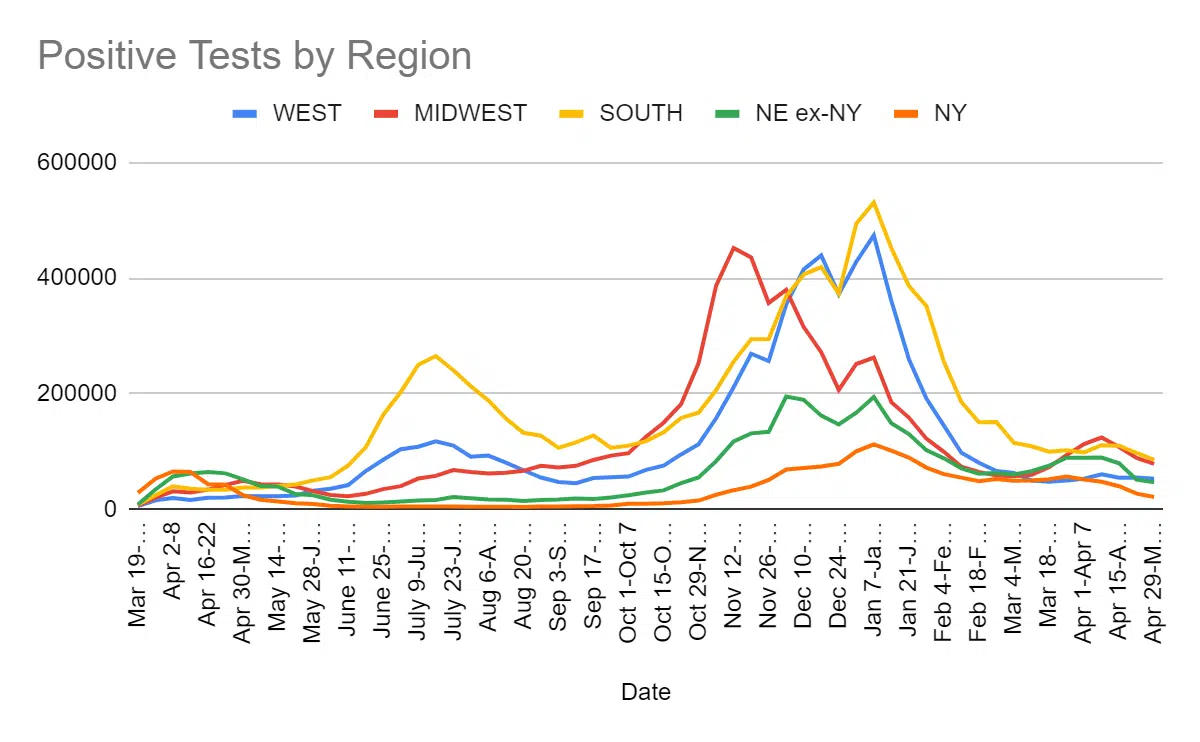 Positive Tests by Region
WEST MIDWEST SOUTH NE ex-NY NY
600000
400000
200000
0
Mar 19-…
Apr 2-8
Apr 16-22
Apr 30-M…
May 14-…
May 28-J…
June 11-…
June 25-…
July 9-Ju…
July 23-J…
Aug 6-A…
Aug 20-…
Sep 3-S…
Sep 17-…
Oct 1-Oct 7
Oct 15-O…
Oct 29-N…
Nov 12-…
Nov 26-…
Dec 10-…
Dec 24-…
Jan 7-Ja…
Jan 21-J…
Feb 4-Fe…
Feb 18-F…
Mar 4-M…
Mar 18-…
Apr 1-Apr 7
Apr 15-A…
Apr 29-M…
Date